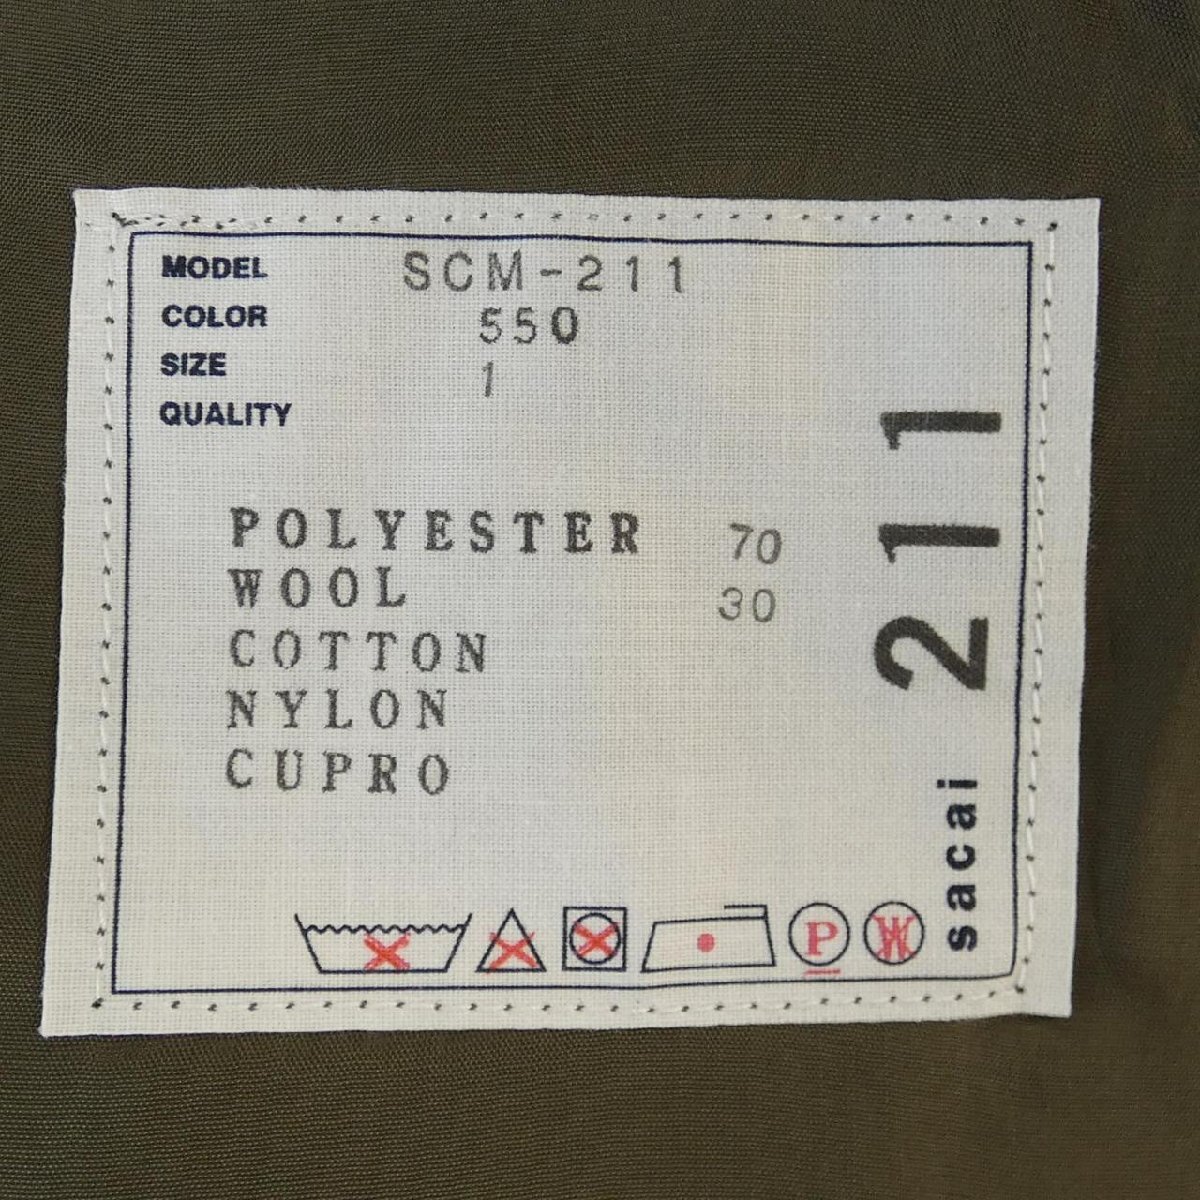 MODEL SCM-211
COLOR 550
SIZE 1
QUALITY
POLYESTER 70
WOOL 30
COTTON
NYLON
CUPRO
P W
sacai 211